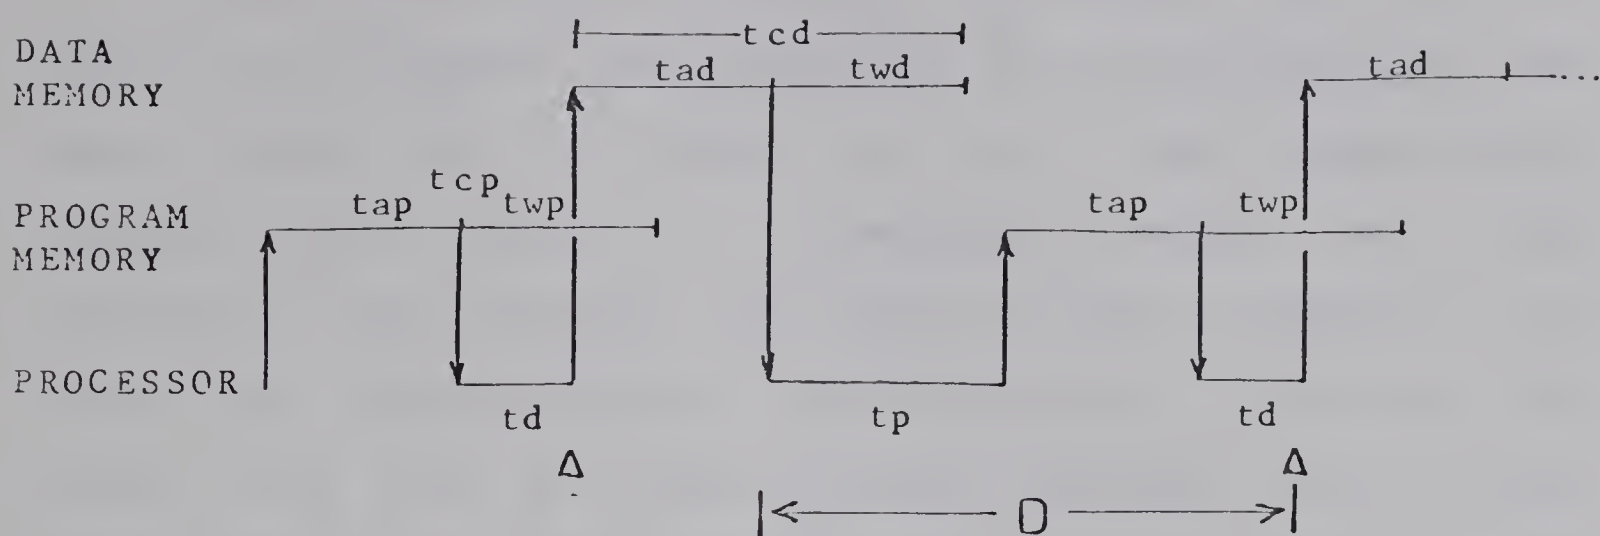 tcd
DATA
MEMORY
tad twd tad ...
tcp
PROGRAM
MEMORY
tap twp tap twp
PROCESSOR
td tp td
Δ Δ
D